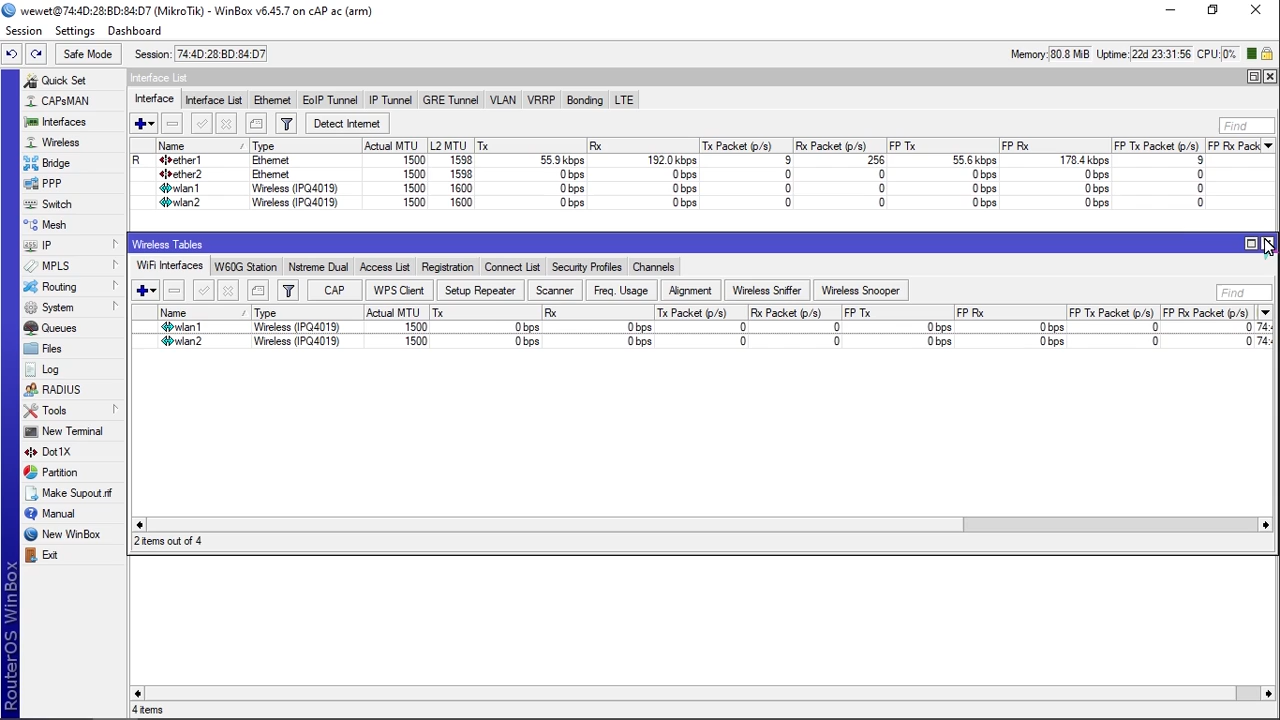 wewet@74:4D:28:BD:84:D7 (MikroTik) - WinBox v6.45.7 on cAP ac (arm)
Session Settings Dashboard
Safe Mode Session: 74:4D:28:BD:84:D7 Memory: 80.8 MiB Uptime: 22d 23:31:56 CPU: 0%
Quick Set
CAPsMAN
Interfaces
Wireless
Bridge
PPP
Switch
Mesh
IP
MPLS
Routing
System
Queues
Files
Log
RADIUS
Tools
New Terminal
Dot1X
Partition
Make Supout.rif
Manual
New WinBox
Exit
RouterOS WinBox
Interface List
Interface Interface List Ethernet EoIP Tunnel IP Tunnel GRE Tunnel VLAN VRRP Bonding LTE
Detect Internet Find
Name Type Actual MTU L2 MTU Tx Rx Tx Packet (p/s) Rx Packet (p/s) FP Tx FP Rx FP Tx Packet (p/s) FP Rx Pack
R ether1 Ethernet 1500 1598 55.9 kbps 192.0 kbps 9 256 55.6 kbps 178.4 kbps 9
ether2 Ethernet 1500 1598 0 bps 0 bps 0 0 0 bps 0 bps 0
wlan1 Wireless (IPQ4019) 1500 1600 0 bps 0 bps 0 0 0 bps 0 bps 0
wlan2 Wireless (IPQ4019) 1500 1600 0 bps 0 bps 0 0 0 bps 0 bps 0
Wireless Tables
WiFi Interfaces W60G Station Nstreme Dual Access List Registration Connect List Security Profiles Channels
CAP WPS Client Setup Repeater Scanner Freq. Usage Alignment Wireless Sniffer Wireless Snooper Find
Name Type Actual MTU Tx Rx Tx Packet (p/s) Rx Packet (p/s) FP Tx FP Rx FP Tx Packet (p/s) FP Rx Packet (p/s)
wlan1 Wireless (IPQ4019) 1500 0 bps 0 bps 0 0 0 bps 0 bps 0 0 74:
wlan2 Wireless (IPQ4019) 1500 0 bps 0 bps 0 0 0 bps 0 bps 0 0 74:
2 items out of 4
4 items